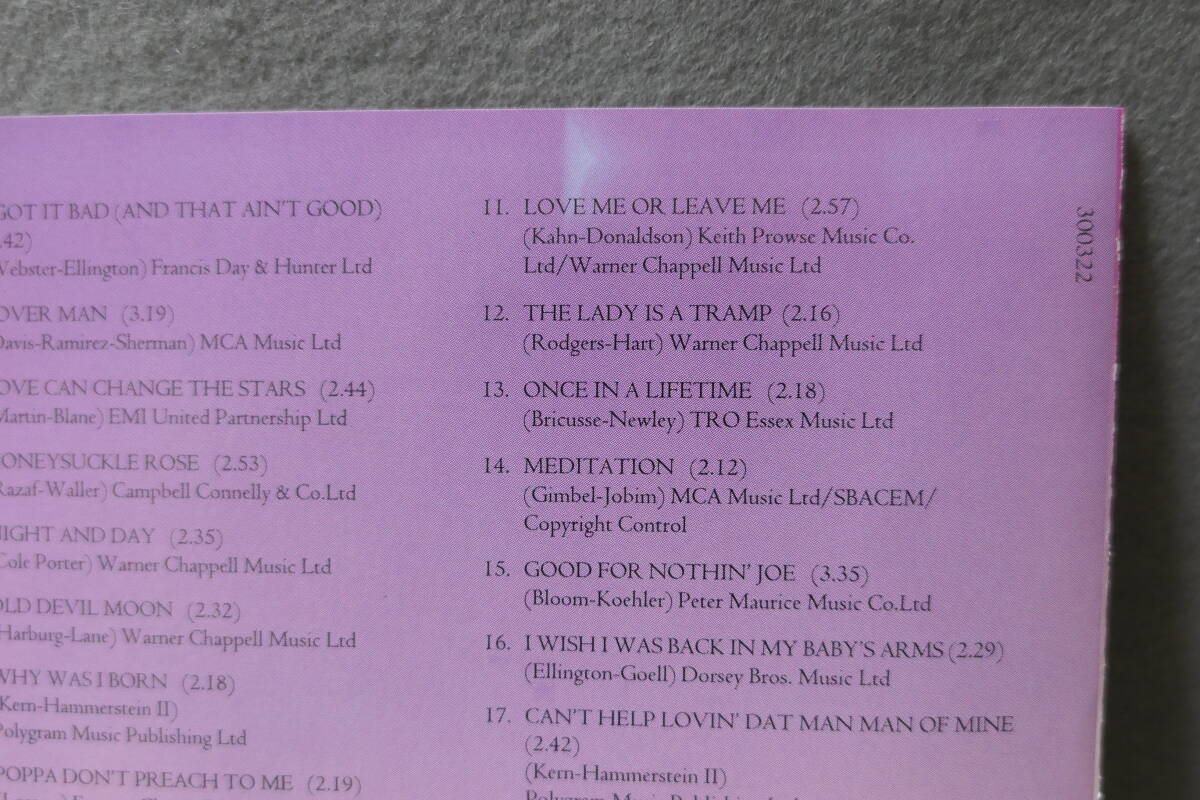 GOT IT BAD (AND THAT AIN'T GOOD)
.42)
Webster-Ellington) Francis Day & Hunter Ltd
OVER MAN (3.19)
Davis-Ramirez-Sherman) MCA Music Ltd
OVE CAN CHANGE THE STARS (2.44)
Martin-Blane) EMI United Partnership Ltd
ONEYSUCKLE ROSE (2.53)
Razaf-Waller) Campbell Connelly & Co.Ltd
NIGHT AND DAY (2.35)
Cole Porter) Warner Chappell Music Ltd
OLD DEVIL MOON (2.32)
Harburg-Lane) Warner Chappell Music Ltd
WHY WAS I BORN (2.18)
Kern-Hammerstein II)
Polygram Music Publishing Ltd
POPPA DON'T PREACH TO ME (2.19)
11. LOVE ME OR LEAVE ME (2.57)
(Kahn-Donaldson) Keith Prowse Music Co.
Ltd/Warner Chappell Music Ltd
12. THE LADY IS A TRAMP (2.16)
(Rodgers-Hart) Warner Chappell Music Ltd
13. ONCE IN A LIFETIME (2.18)
(Bricusse-Newley) TRO Essex Music Ltd
14. MEDITATION (2.12)
(Gimbel-Jobim) MCA Music Ltd/SBACEM/
Copyright Control
15. GOOD FOR NOTHIN' JOE (3.35)
(Bloom-Koehler) Peter Maurice Music Co.Ltd
16. I WISH I WAS BACK IN MY BABY'S ARMS (2.29)
(Ellington-Goell) Dorsey Bros. Music Ltd
17. CAN'T HELP LOVIN' DAT MAN MAN OF MINE
(2.42)
(Kern-Hammerstein II)
Polygram Music
300322